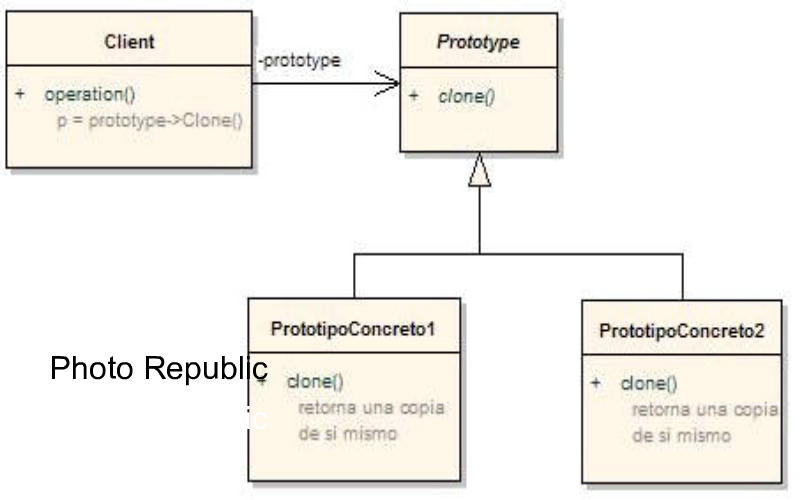 Client
+ operation()
p = prototype->Clone()
-prototype
Prototype
+ clone()
PrototipoConcreto1
+ clone()
retorna una copia
de si mismo
PrototipoConcreto2
+ clone()
retorna una copia
de si mismo
Photo Republic